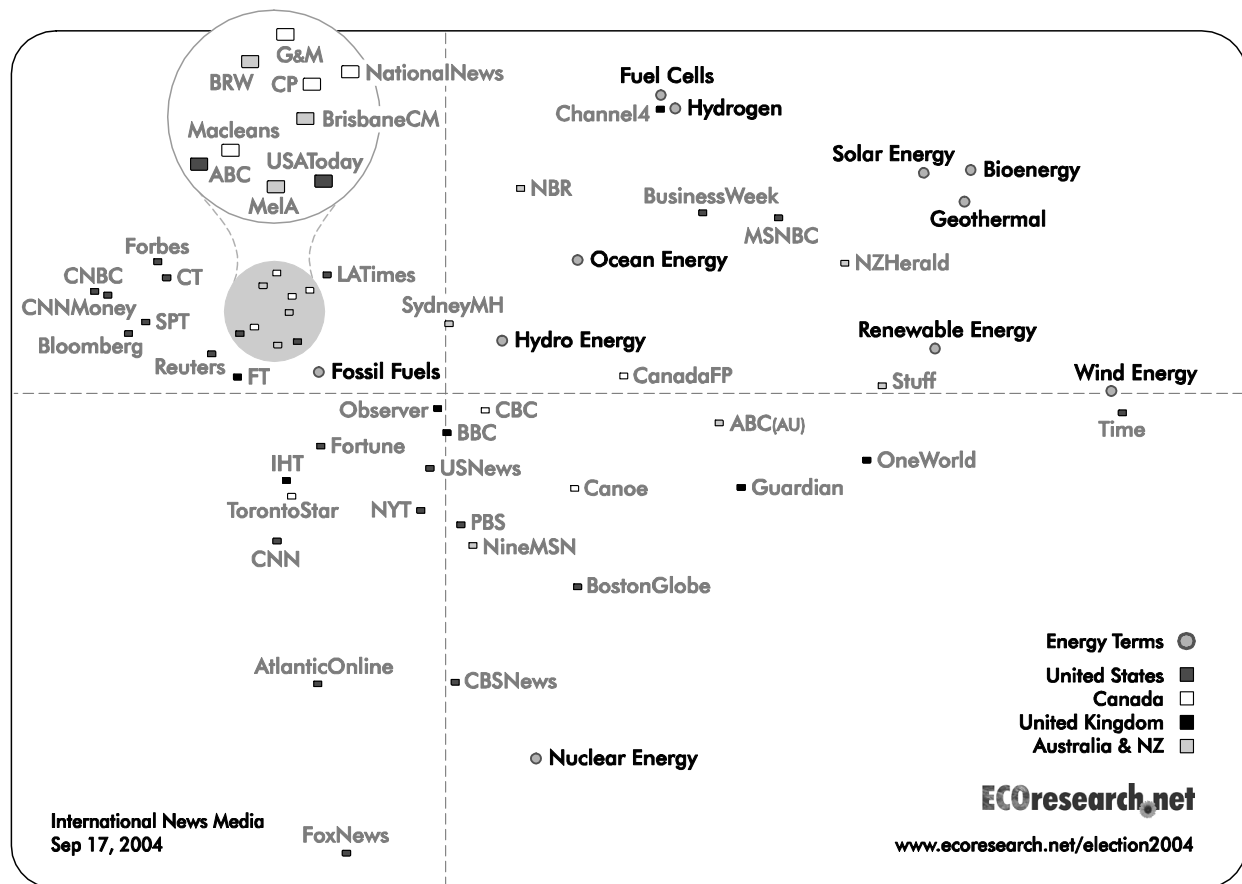 G&M
BRW
CP
NationalNews
BrisbaneCM
Macleans
ABC
USAToday
MelA
Fuel Cells
Channel4
Hydrogen
Solar Energy
Bioenergy
NBR
BusinessWeek
Geothermal
MSNBC
Forbes
CT
CNBC
CNNMoney
LATimes
Ocean Energy
NZHerald
SPT
SydneyMH
Bloomberg
Reuters
Hydro Energy
Renewable Energy
FT
Fossil Fuels
CanadaFP
Stuff
Wind Energy
Observer
CBC
BBC
ABC(AU)
Time
Fortune
IHT
USNews
OneWorld
TorontoStar
NYT
Canoe
Guardian
PBS
CNN
NineMSN
BostonGlobe
AtlanticOnline
CBSNews
Energy Terms
United States
Canada
United Kingdom
Australia & NZ
Nuclear Energy
ECOresearch.net
International News Media
Sep 17, 2004
FoxNews
www.ecoresearch.net/election2004